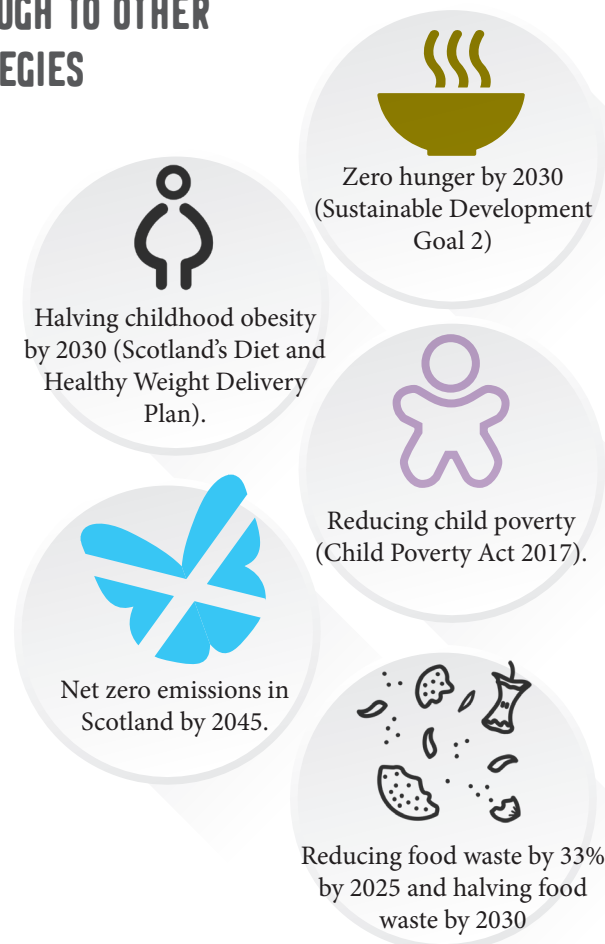 TO OTHER
Zero hunger by 2030
(Sustainable Development
Goal 2)
Halving childhood obesity
by 2030 (Scotland’s Diet and
Healthy Weight Delivery
Plan).
Reducing child poverty
(Child Poverty Act 2017).
Net zero emissions in
Scotland by 2045.
Reducing food waste by 33%
by 2025 and halving food
waste by 2030